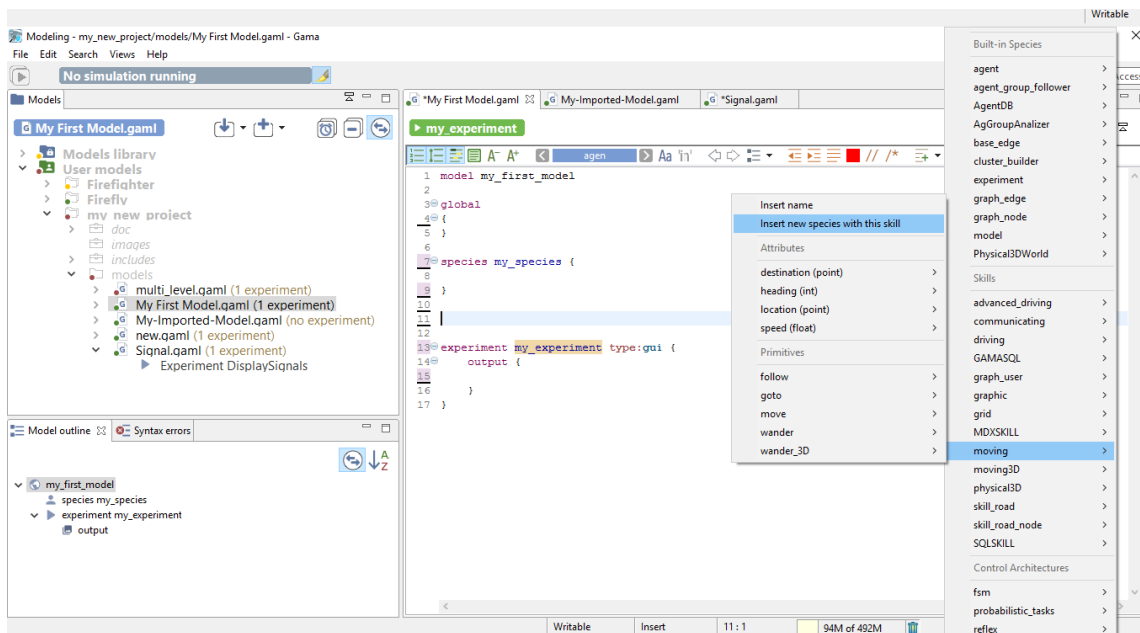 Writable
Modeling - my_new_project/models/My First Model.gaml - Gama
File Edit Search Views Help
No simulation running
Models
My First Model.gaml
Models library
User models
Firefighter
Firefly
my_new_project
doc
images
includes
models
multi_level.gaml (1 experiment)
My First Model.gaml (1 experiment)
My-Imported-Model.gaml (no experiment)
new.gaml (1 experiment)
Signal.gaml (1 experiment)
Experiment DisplaySignals
Model outline
Syntax errors
my_first_model
species my_species
experiment my_experiment
output
*My First Model.gaml
My-Imported-Model.gaml
*Signal.gaml
my_experiment
A- A+ agen Aa 'n' // /*
1 model my_first_model
2
3 global
4 {
5 }
6
7 species my_species {
8
9 }
10
11
12
13 experiment my_experiment type:gui {
14 output {
15
16 }
17 }
Insert name
Insert new species with this skill
Attributes
destination (point)
heading (int)
location (point)
speed (float)
Primitives
follow
goto
move
wander
wander_3D
Built-in Species
agent
agent_group_follower
AgentDB
AgGroupAnalizer
base_edge
cluster_builder
experiment
graph_edge
graph_node
model
Physical3DWorld
Skills
advanced_driving
communicating
driving
GAMASQL
graph_user
graphic
grid
MDXSKILL
moving
moving3D
physical3D
skill_road
skill_road_node
SQLSKILL
Control Architectures
fsm
probabilistic_tasks
reflex
Writable Insert 11 : 1 94M of 492M